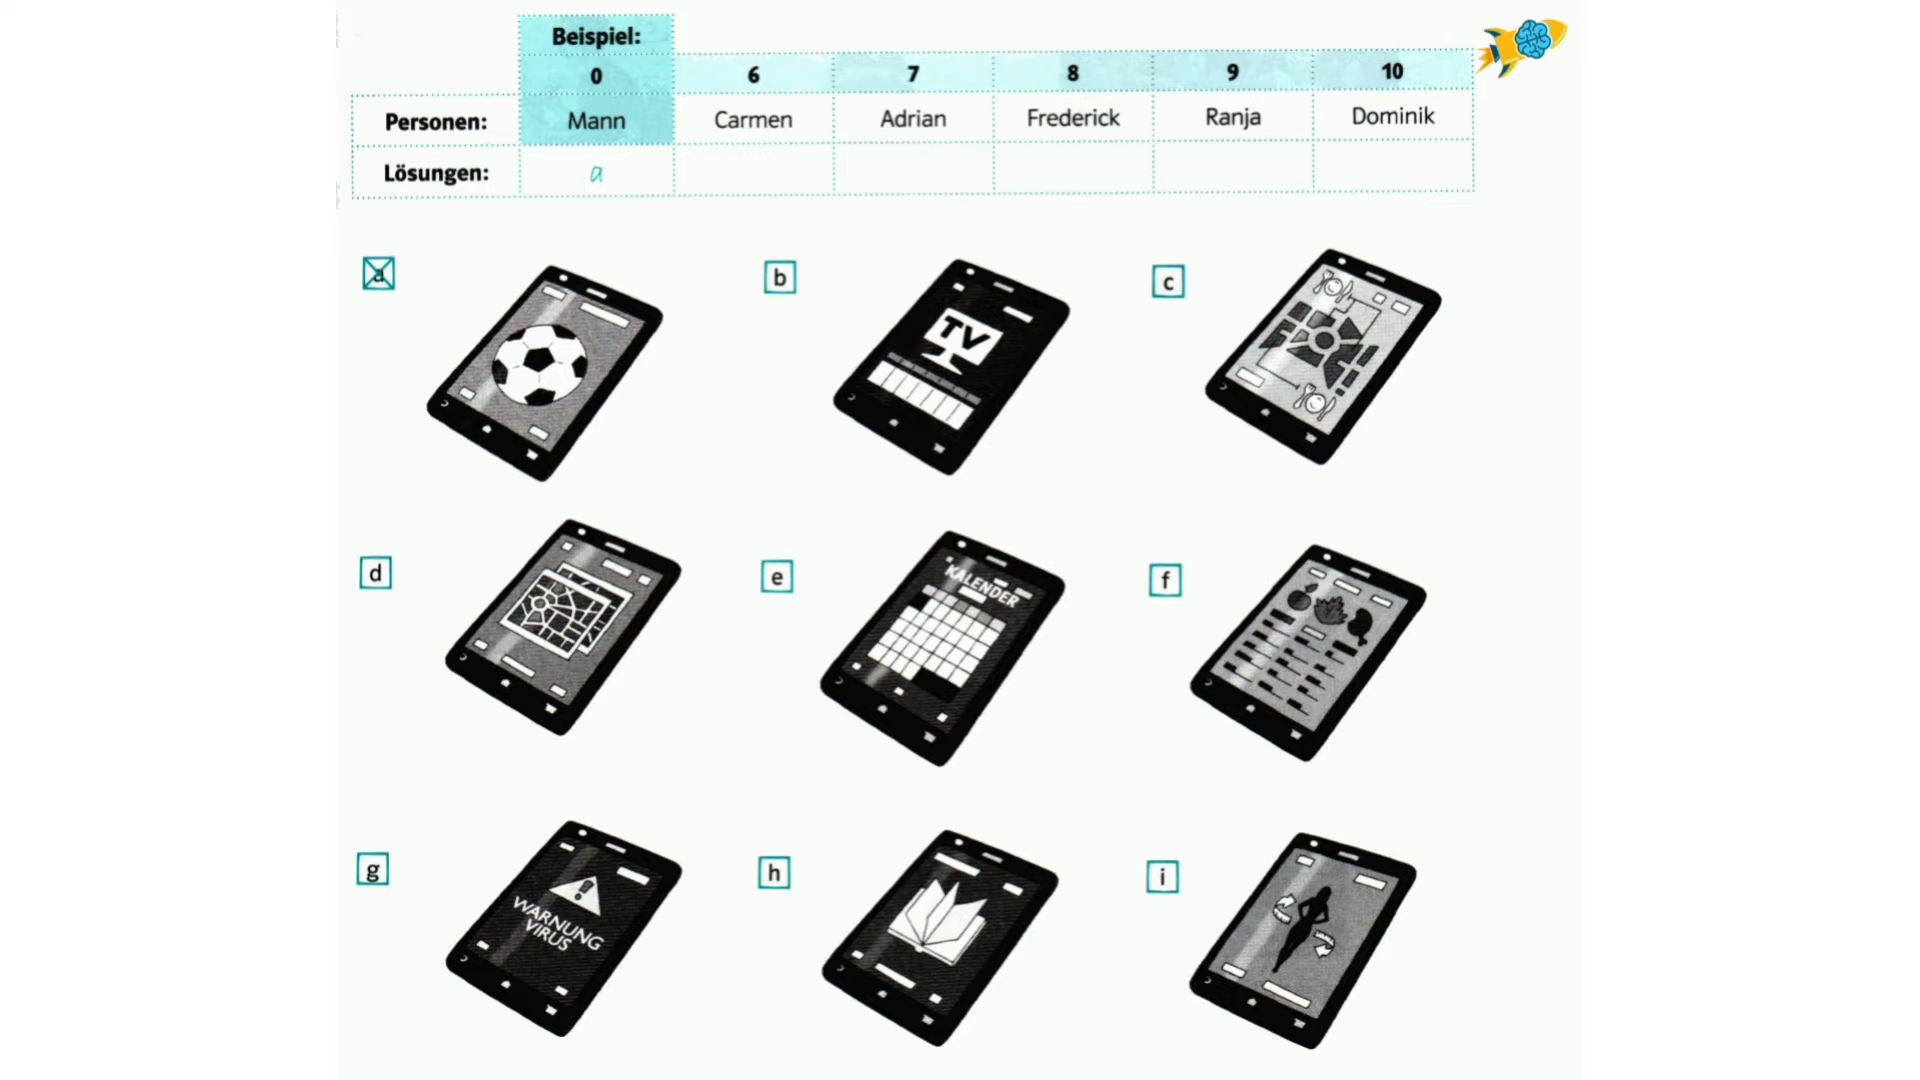 Beispiel:
0 6 7 8 9 10
Personen: Mann Carmen Adrian Frederick Ranja Dominik
Lösungen: a
a b c
TV
d e f
KALENDER
g h i
WARNUNG
VIRUS